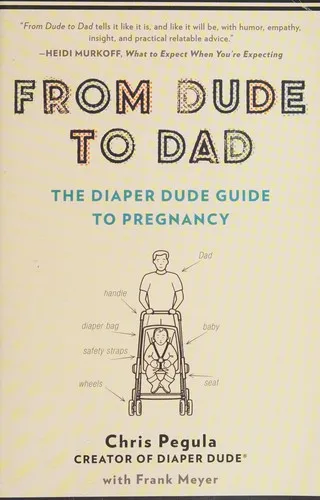 "From Dude to Dad tells it like it is, and like it will be, with humor, empathy,
insight, and practical relatable advice."
—HEIDI MURKOFF, What to Expect When You're Expecting
FROM DUDE
TO DAD
THE DIAPER DUDE GUIDE
TO PREGNANCY
Dad
handle
diaper bag
baby
safety straps
wheels
seat
Chris Pegula
CREATOR OF DIAPER DUDE®
with Frank Meyer